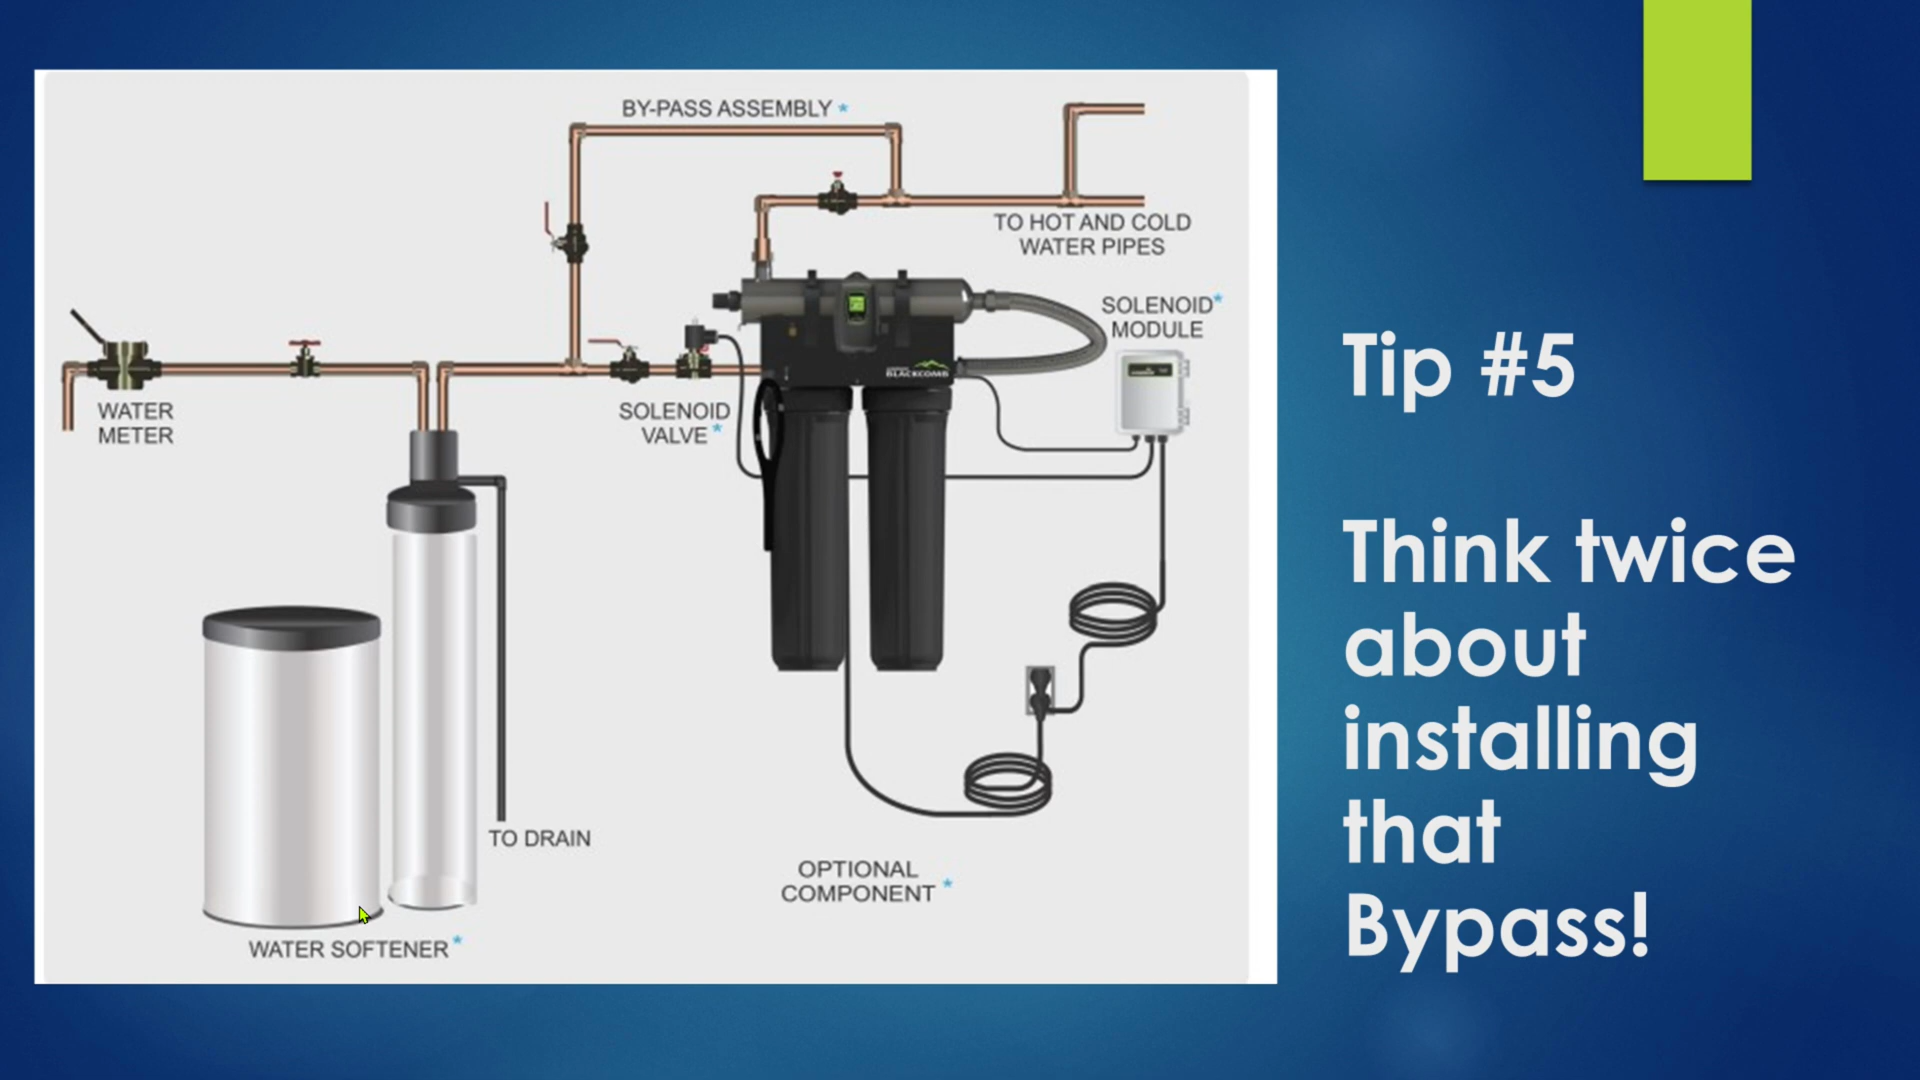 BY-PASS ASSEMBLY *
TO HOT AND COLD
WATER PIPES
SOLENOID *
MODULE
WATER
METER
SOLENOID
VALVE *
BLACKCOMB
TO DRAIN
OPTIONAL
COMPONENT *
WATER SOFTENER *
Tip #5
Think twice
about
installing
that
Bypass!